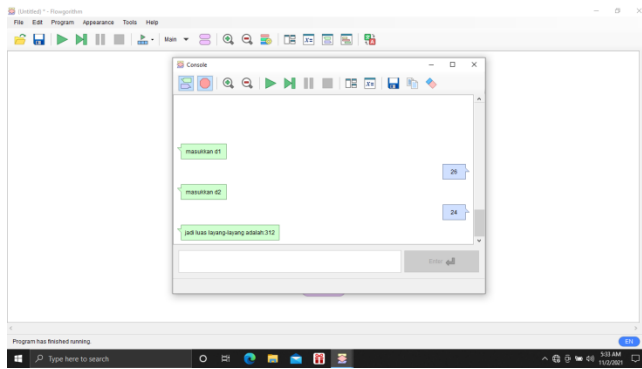 (Untitled) * - Flowgorithm
File Edit Program Appearance Tools Help
Main
Console
masukkan d1
26
masukkan d2
24
jadi luas layang-layang adalah:312
Enter
Program has finished running.
EN
Type here to search
5:33 AM
11/2/2021